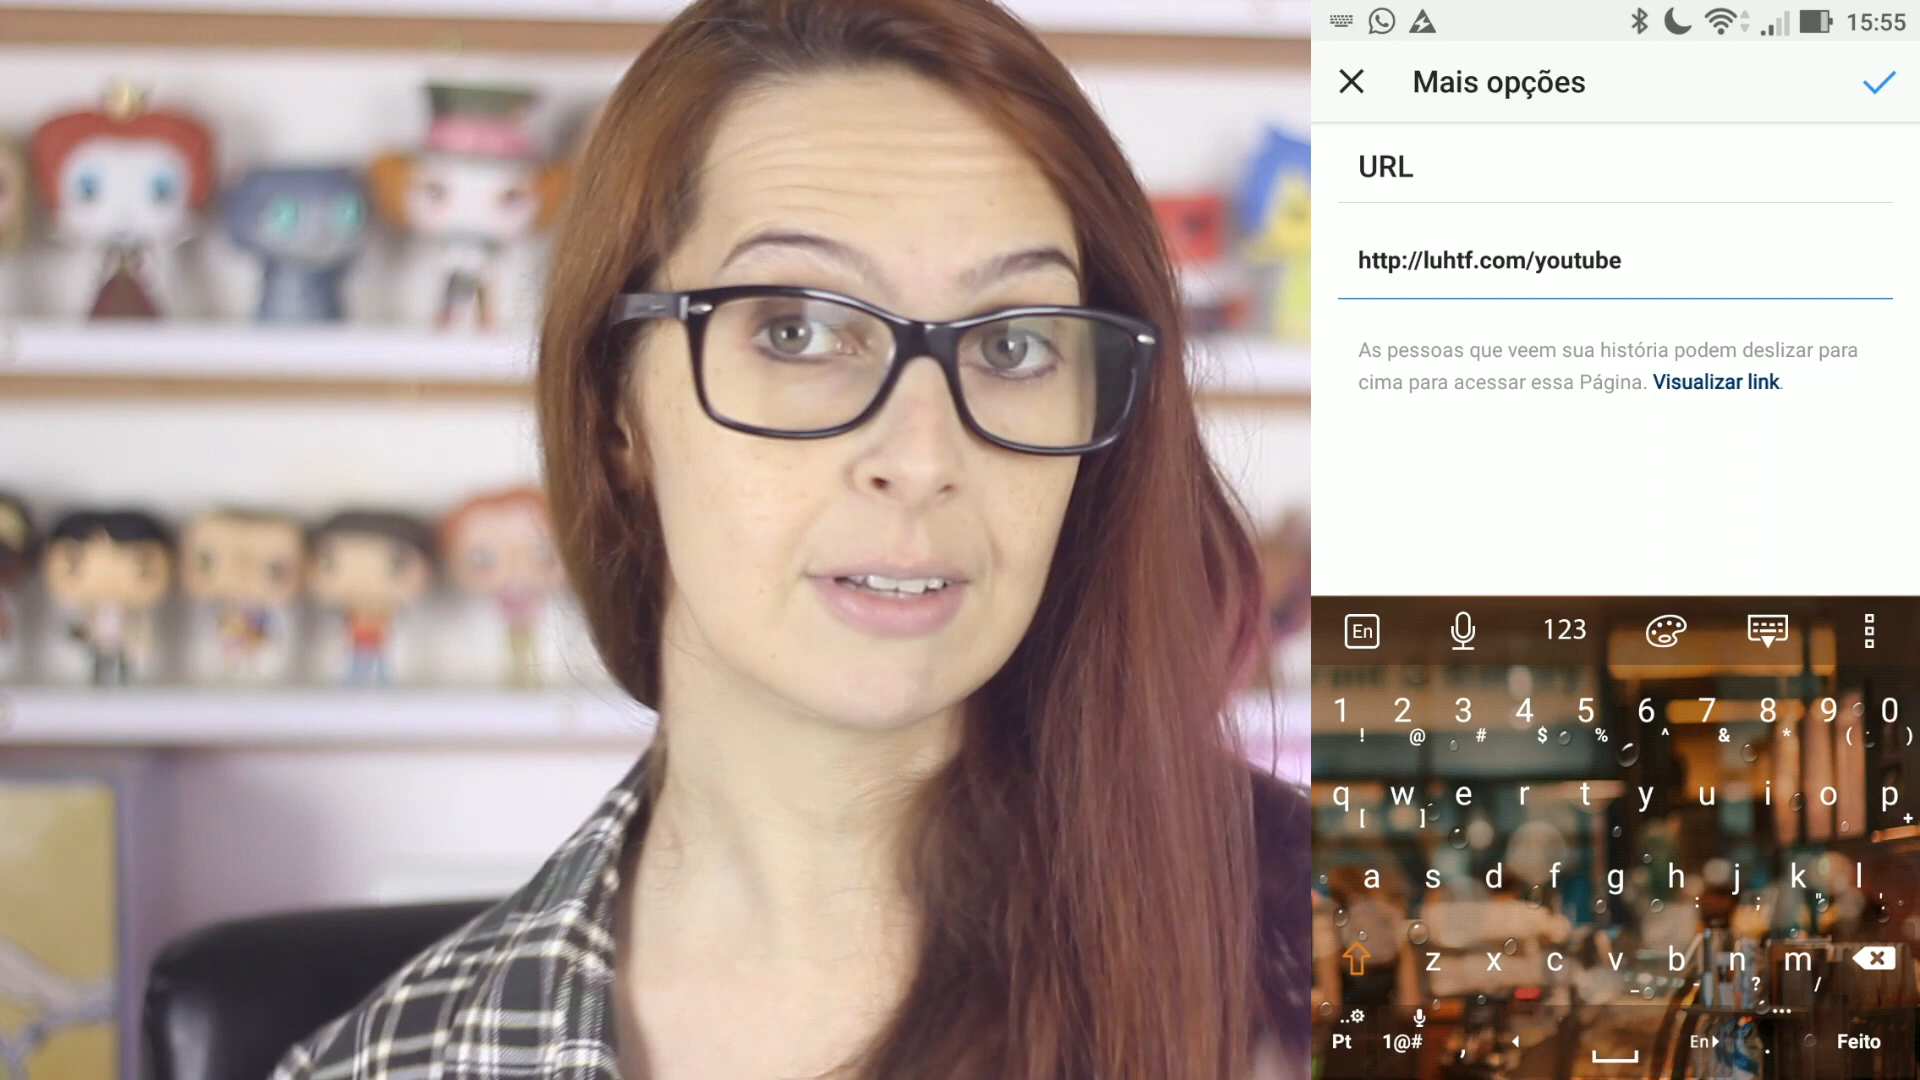 15:55
Mais opções
URL
http://luhtf.com/youtube
As pessoas que veem sua história podem deslizar para
cima para acessar essa Página. Visualizar link.
En 123
1 2 3 4 5 6 7 8 9 0
! @ # $ % ^ & * ( )
q w e r t y u i o p
[ ] +
a s d f g h j k l
: ; " '
z x c v b n m
_ - ? /
Pt 1@# , En . Feito